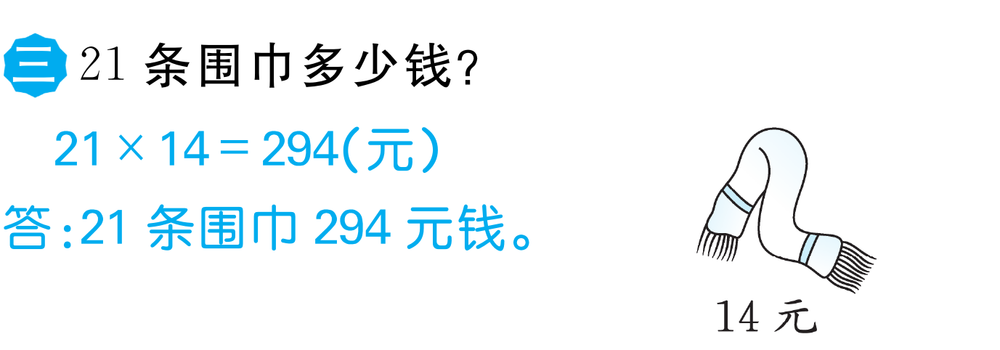 三 21 条围巾多少钱?
21×14=294(元)
答:21 条围巾 294 元钱。
14 元